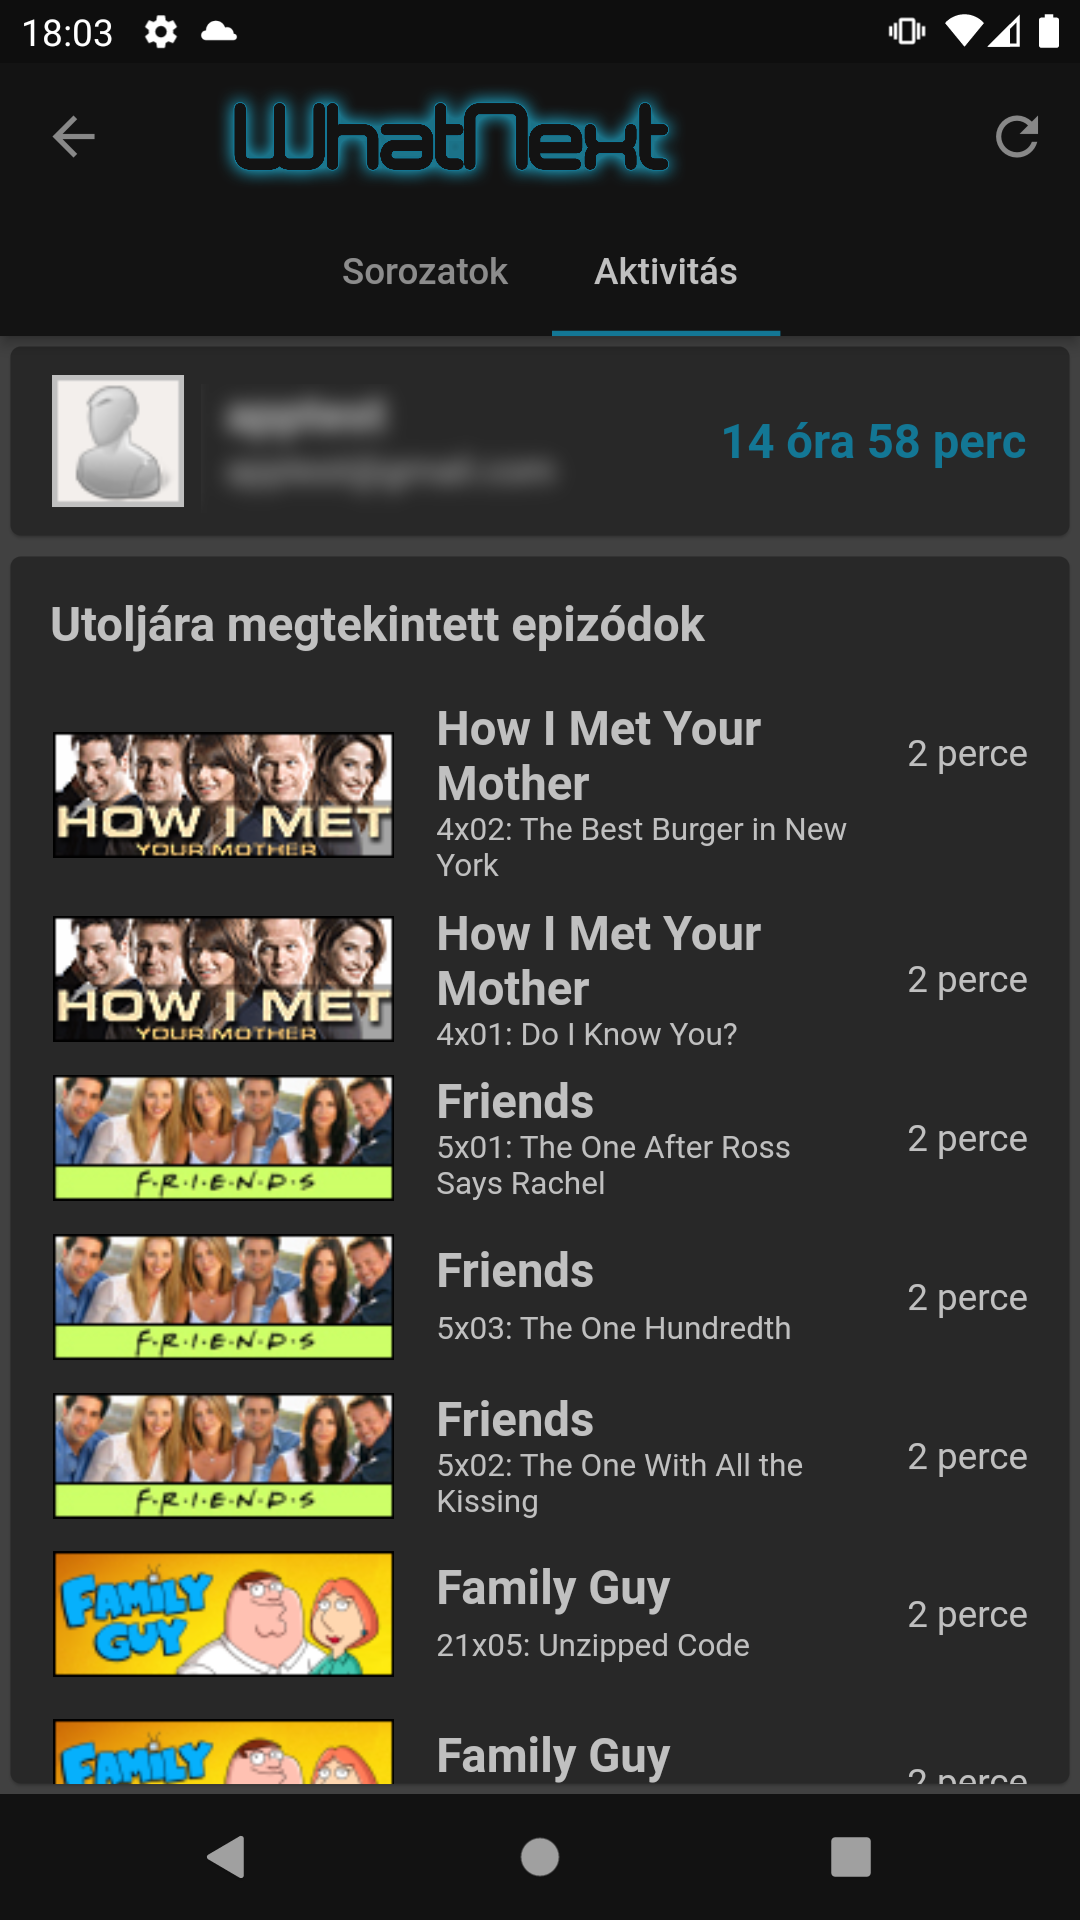 18:03
WhatNext
Sorozatok
Aktivitás
14 óra 58 perc
Utoljára megtekintett epizódok
HOW I MET
YOUR MOTHER
How I Met Your
Mother
2 perce
4x02: The Best Burger in New
York
HOW I MET
YOUR MOTHER
How I Met Your
Mother
2 perce
4x01: Do I Know You?
F·R·I·E·N·D·S
Friends
5x01: The One After Ross
Says Rachel
2 perce
F·R·I·E·N·D·S
Friends
5x03: The One Hundredth
2 perce
F·R·I·E·N·D·S
Friends
5x02: The One With All the
Kissing
2 perce
FAMILY
GUY
Family Guy
21x05: Unzipped Code
2 perce
FAMILY
Family Guy
2 perce